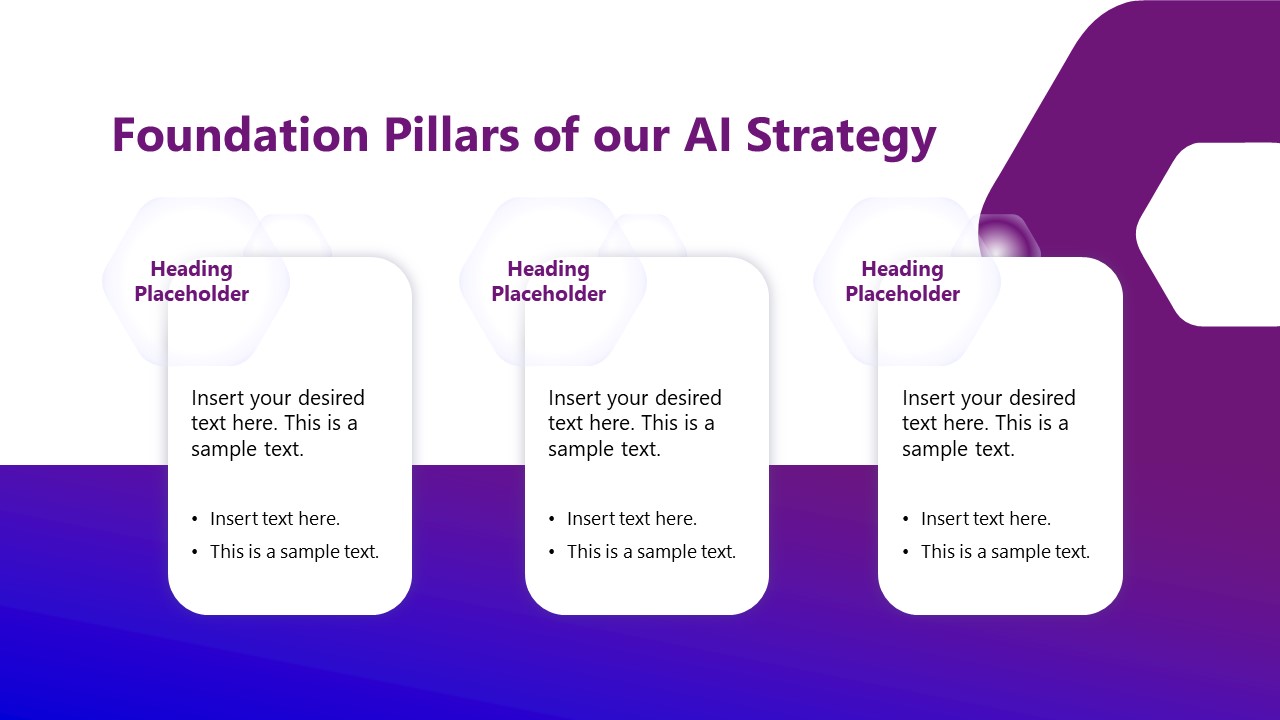 Foundation Pillars of our AI Strategy
Heading
Placeholder
Insert your desired
text here. This is a
sample text.
• Insert text here.
• This is a sample text.
Heading
Placeholder
Insert your desired
text here. This is a
sample text.
• Insert text here.
• This is a sample text.
Heading
Placeholder
Insert your desired
text here. This is a
sample text.
• Insert text here.
• This is a sample text.